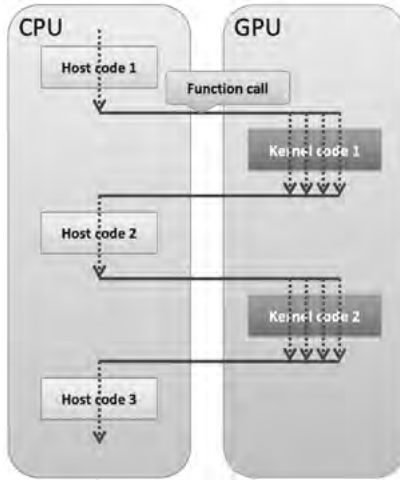 CPU
GPU
Host code 1
Function call
Kernel code 1
Host code 2
Kernel code 2
Host code 3